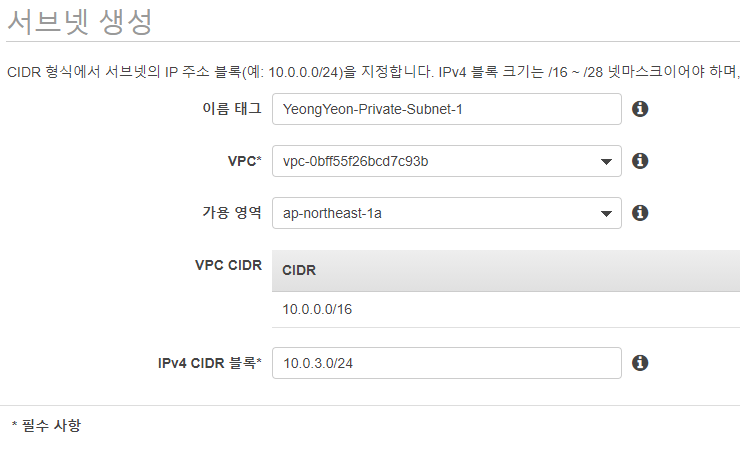 서브넷 생성
CIDR 형식에서 서브넷의 IP 주소 블록(예: 10.0.0.0/24)을 지정합니다. IPv4 블록 크기는 /16 ~ /28 넷마스크이어야 하며,
이름 태그 YeongYeon-Private-Subnet-1
VPC* vpc-0bff55f26bcd7c93b
가용 영역 ap-northeast-1a
VPC CIDR CIDR
10.0.0.0/16
IPv4 CIDR 블록* 10.0.3.0/24
* 필수 사항